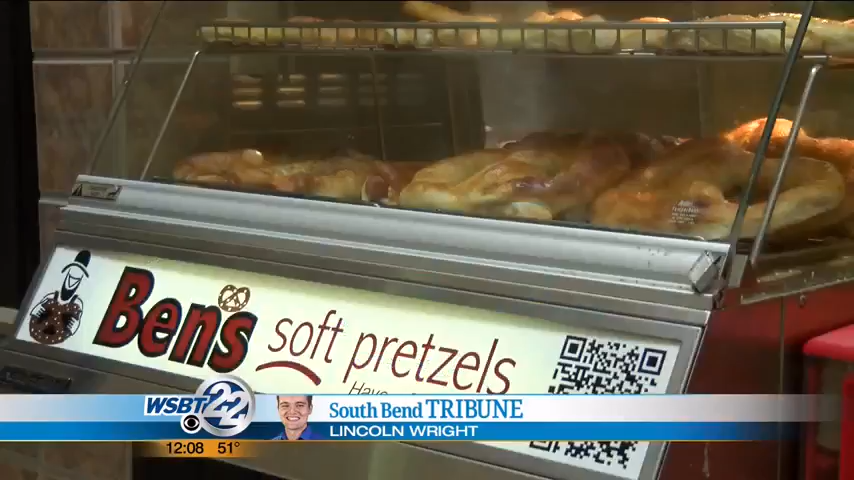 Bens soft pretzels
WSBT 22
South Bend TRIBUNE
LINCOLN WRIGHT
12:08 51°